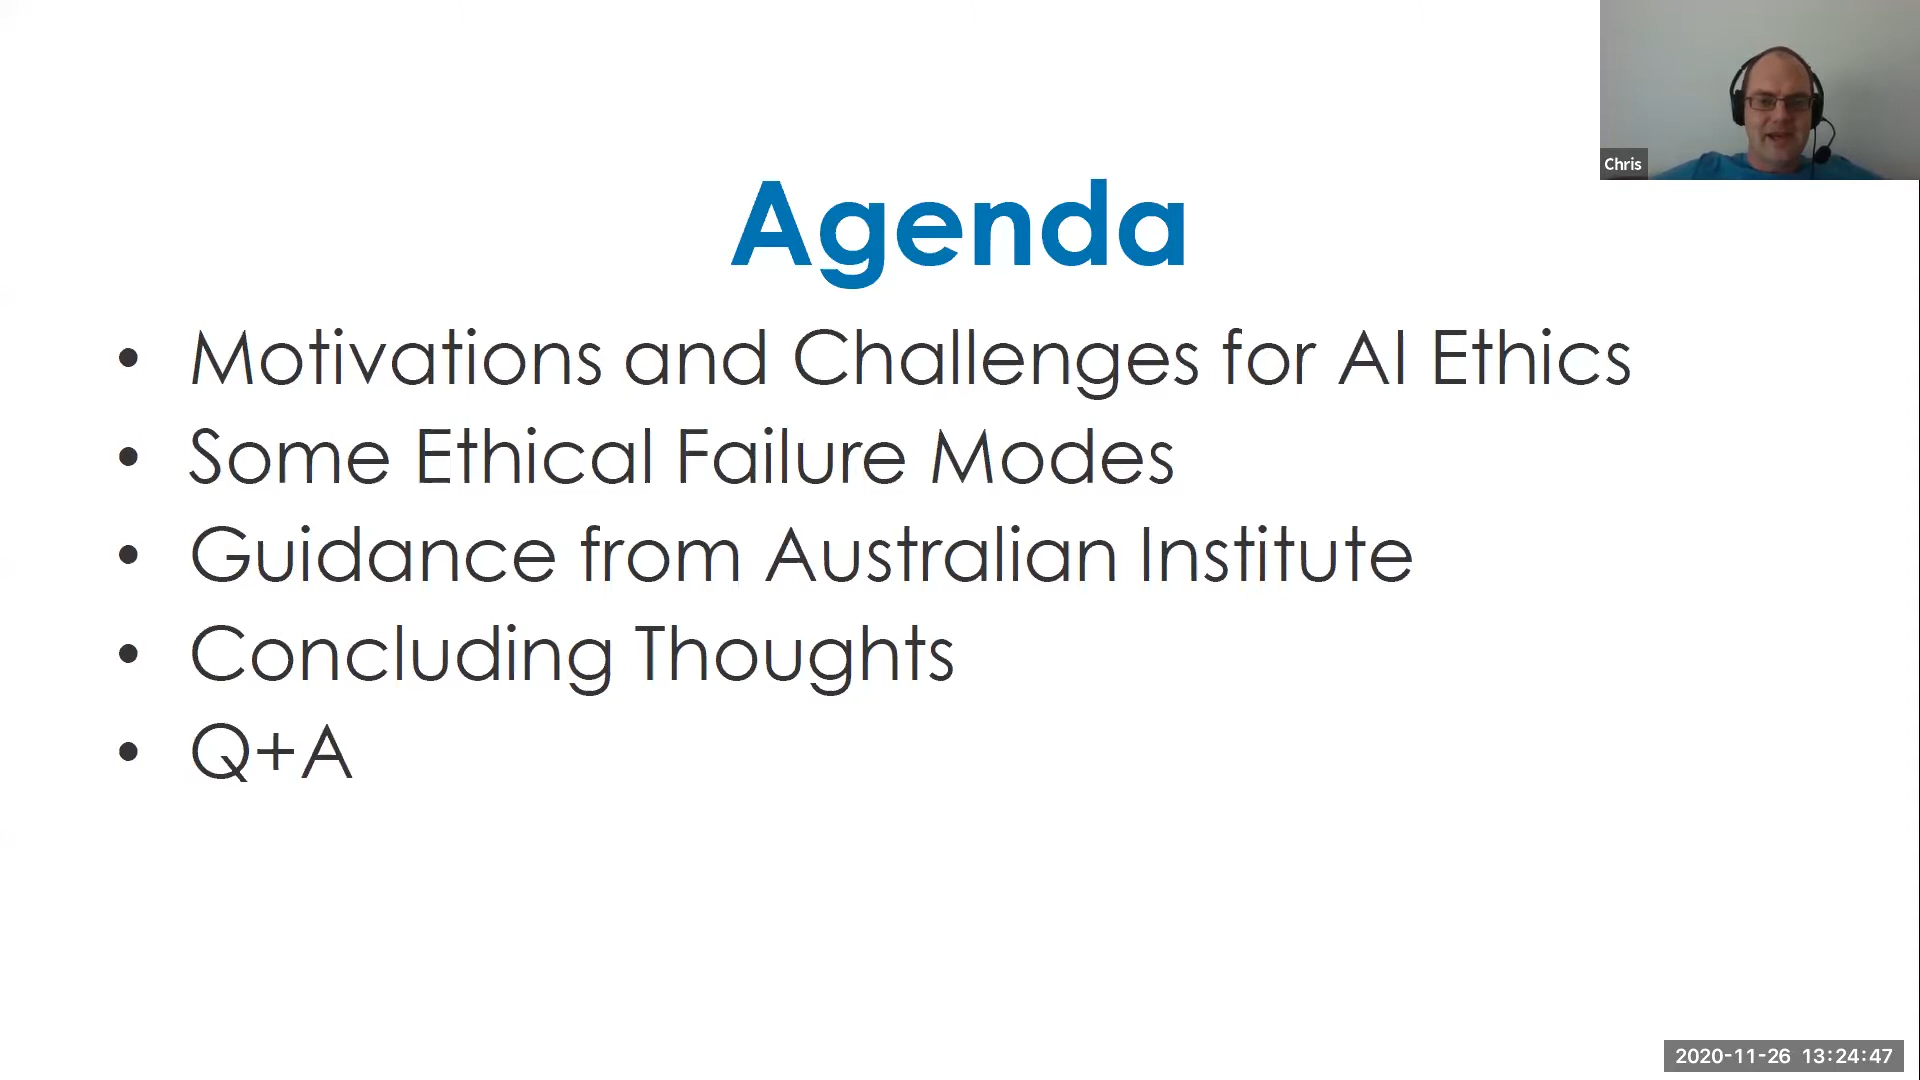 Chris
Agenda
• Motivations and Challenges for AI Ethics
• Some Ethical Failure Modes
• Guidance from Australian Institute
• Concluding Thoughts
• Q+A
2020-11-26 13:24:47